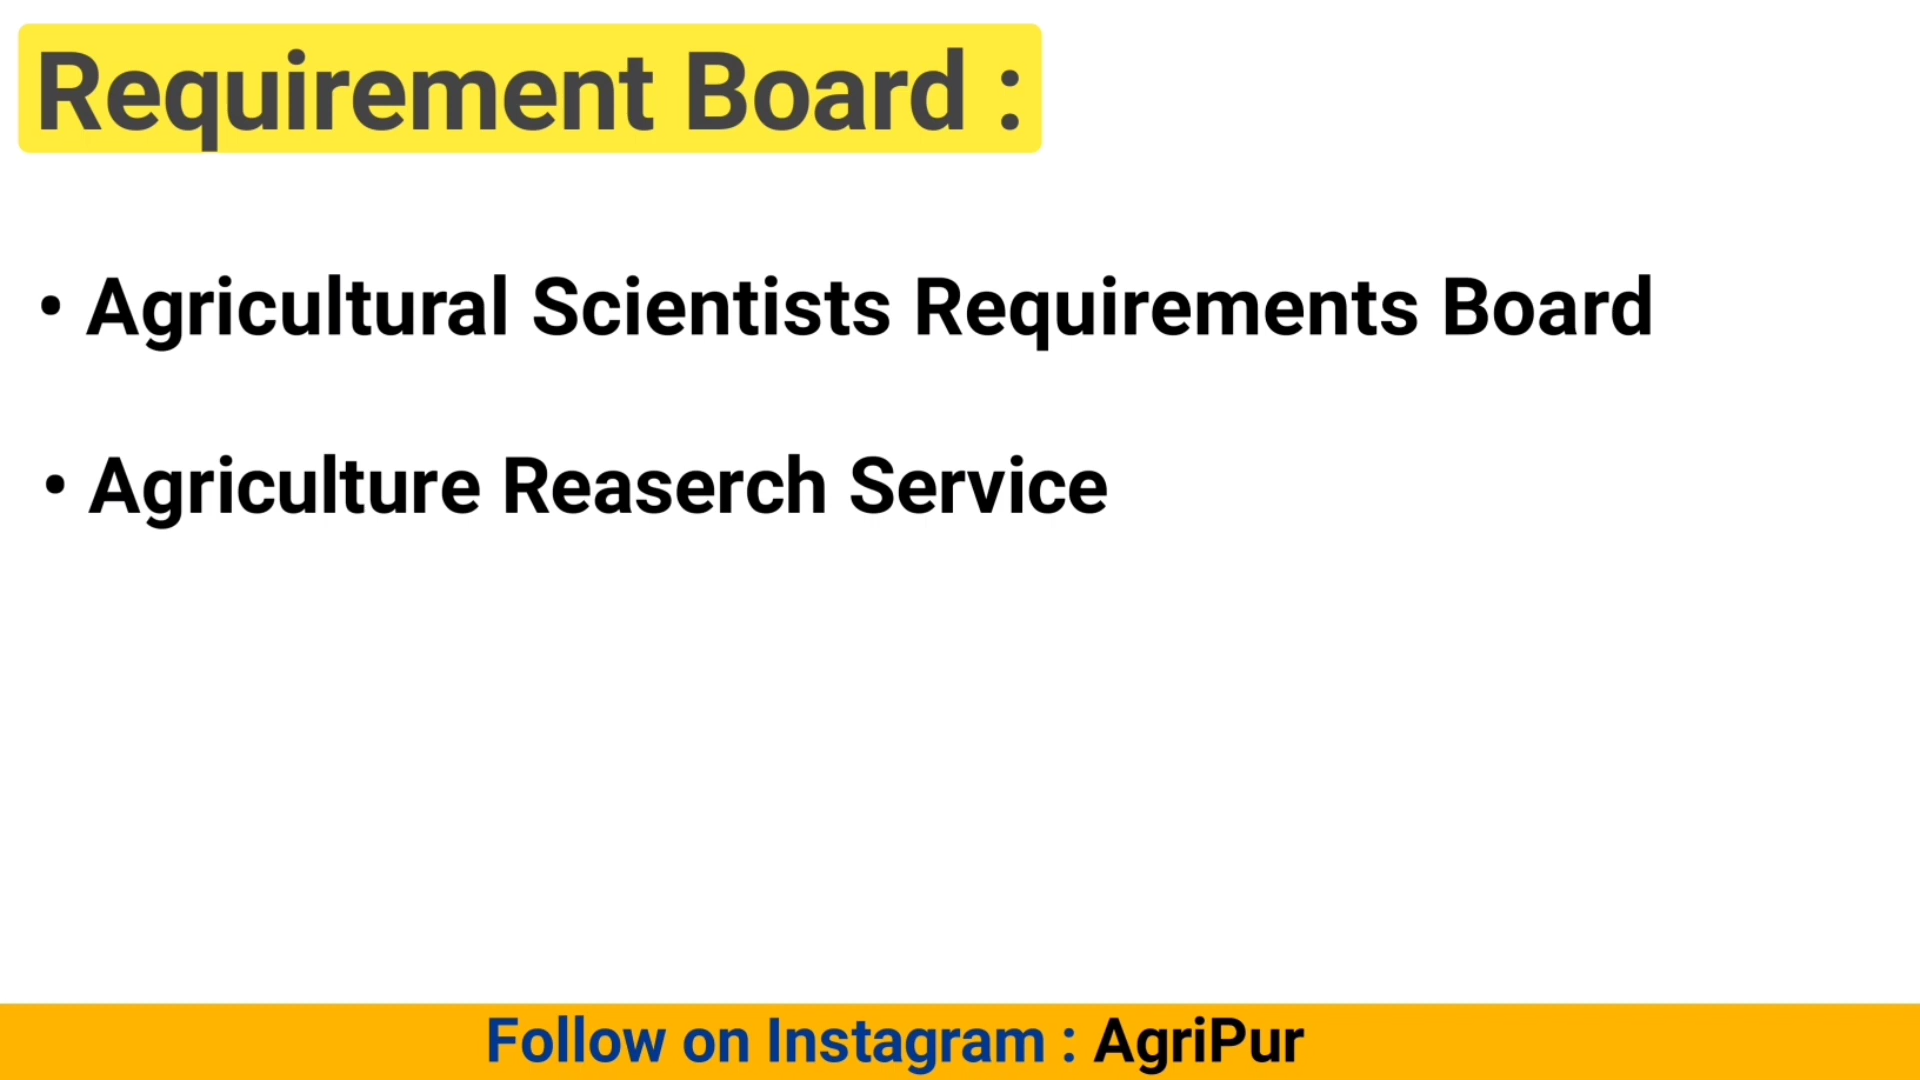 Requirement Board :
• Agricultural Scientists Requirements Board
• Agriculture Reaserch Service
Follow on Instagram : AgriPur